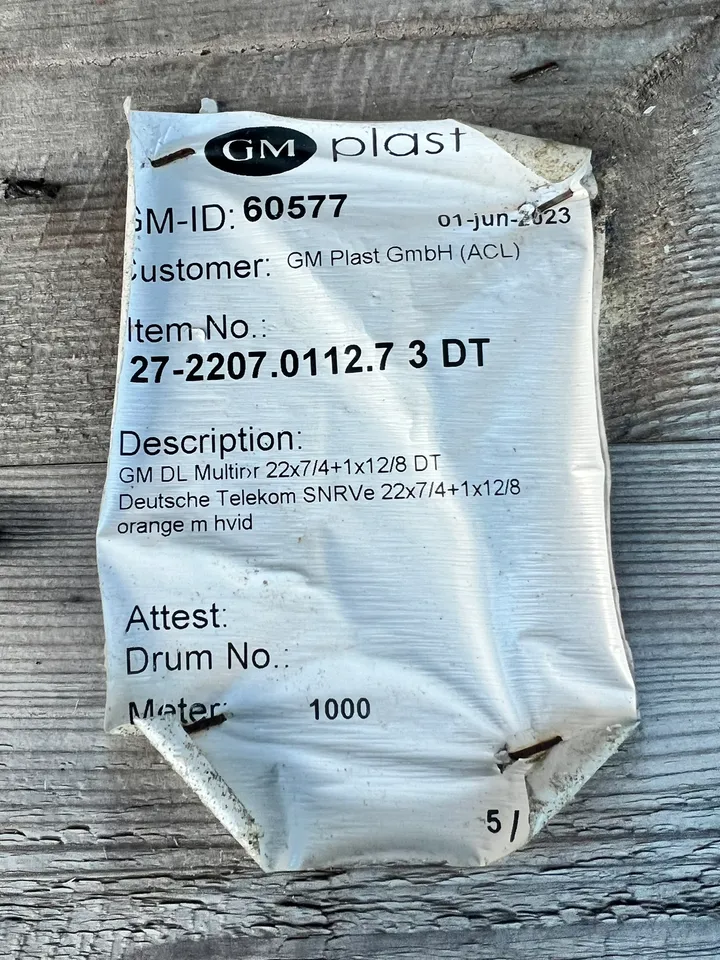 GM plast
GM-ID: 60577 01-jun-2023
Customer: GM Plast GmbH (ACL)
Item No.:
27-2207.0112.7 3 DT
Description:
GM DL Multirør 22x7/4+1x12/8 DT
Deutsche Telekom SNRVe 22x7/4+1x12/8
orange m hvid
Attest:
Drum No.:
Meter: 1000
5/